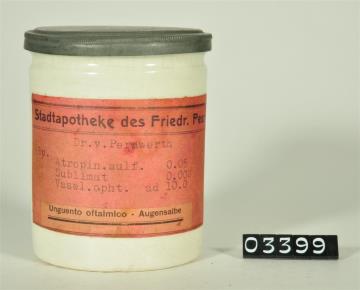 Stadtapotheke des Friedr. Pe
Dr.v.Pernwerth
Rp.
Atropin.sulf. 0.05
Sublimat 0.003
Vasel.opht. ad 10.0
Unguento oftalmico - Augensalbe
03399